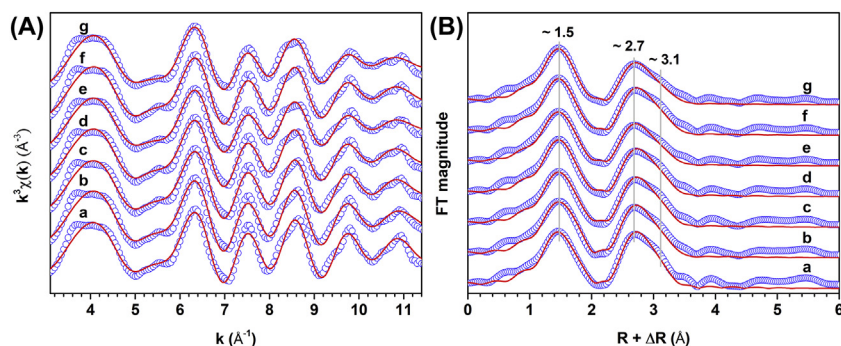 (A)
g
f
e
d
c
b
a
k³χ(k) (Å⁻³)
4 5 6 7 8 9 10 11
k (Å⁻¹)
(B)
~ 1.5
~ 2.7
~ 3.1
g
f
e
d
c
b
a
FT magnitude
0 1 2 3 4 5 6
R + ΔR (Å)